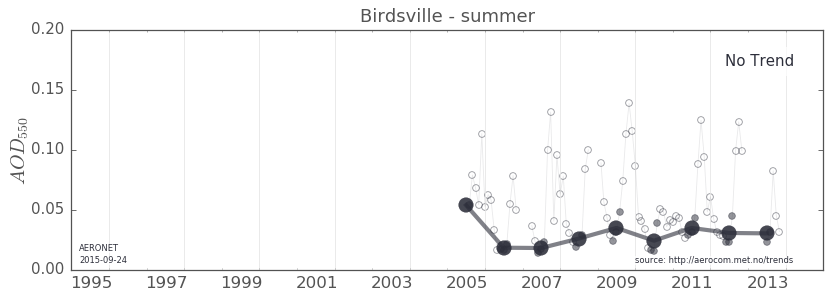 Birdsville - summer
No Trend
0.20
0.15
0.10
0.05
0.00
AOD550
AERONET
2015-09-24
source: http://aerocom.met.no/trends
1995 1997 1999 2001 2003 2005 2007 2009 2011 2013